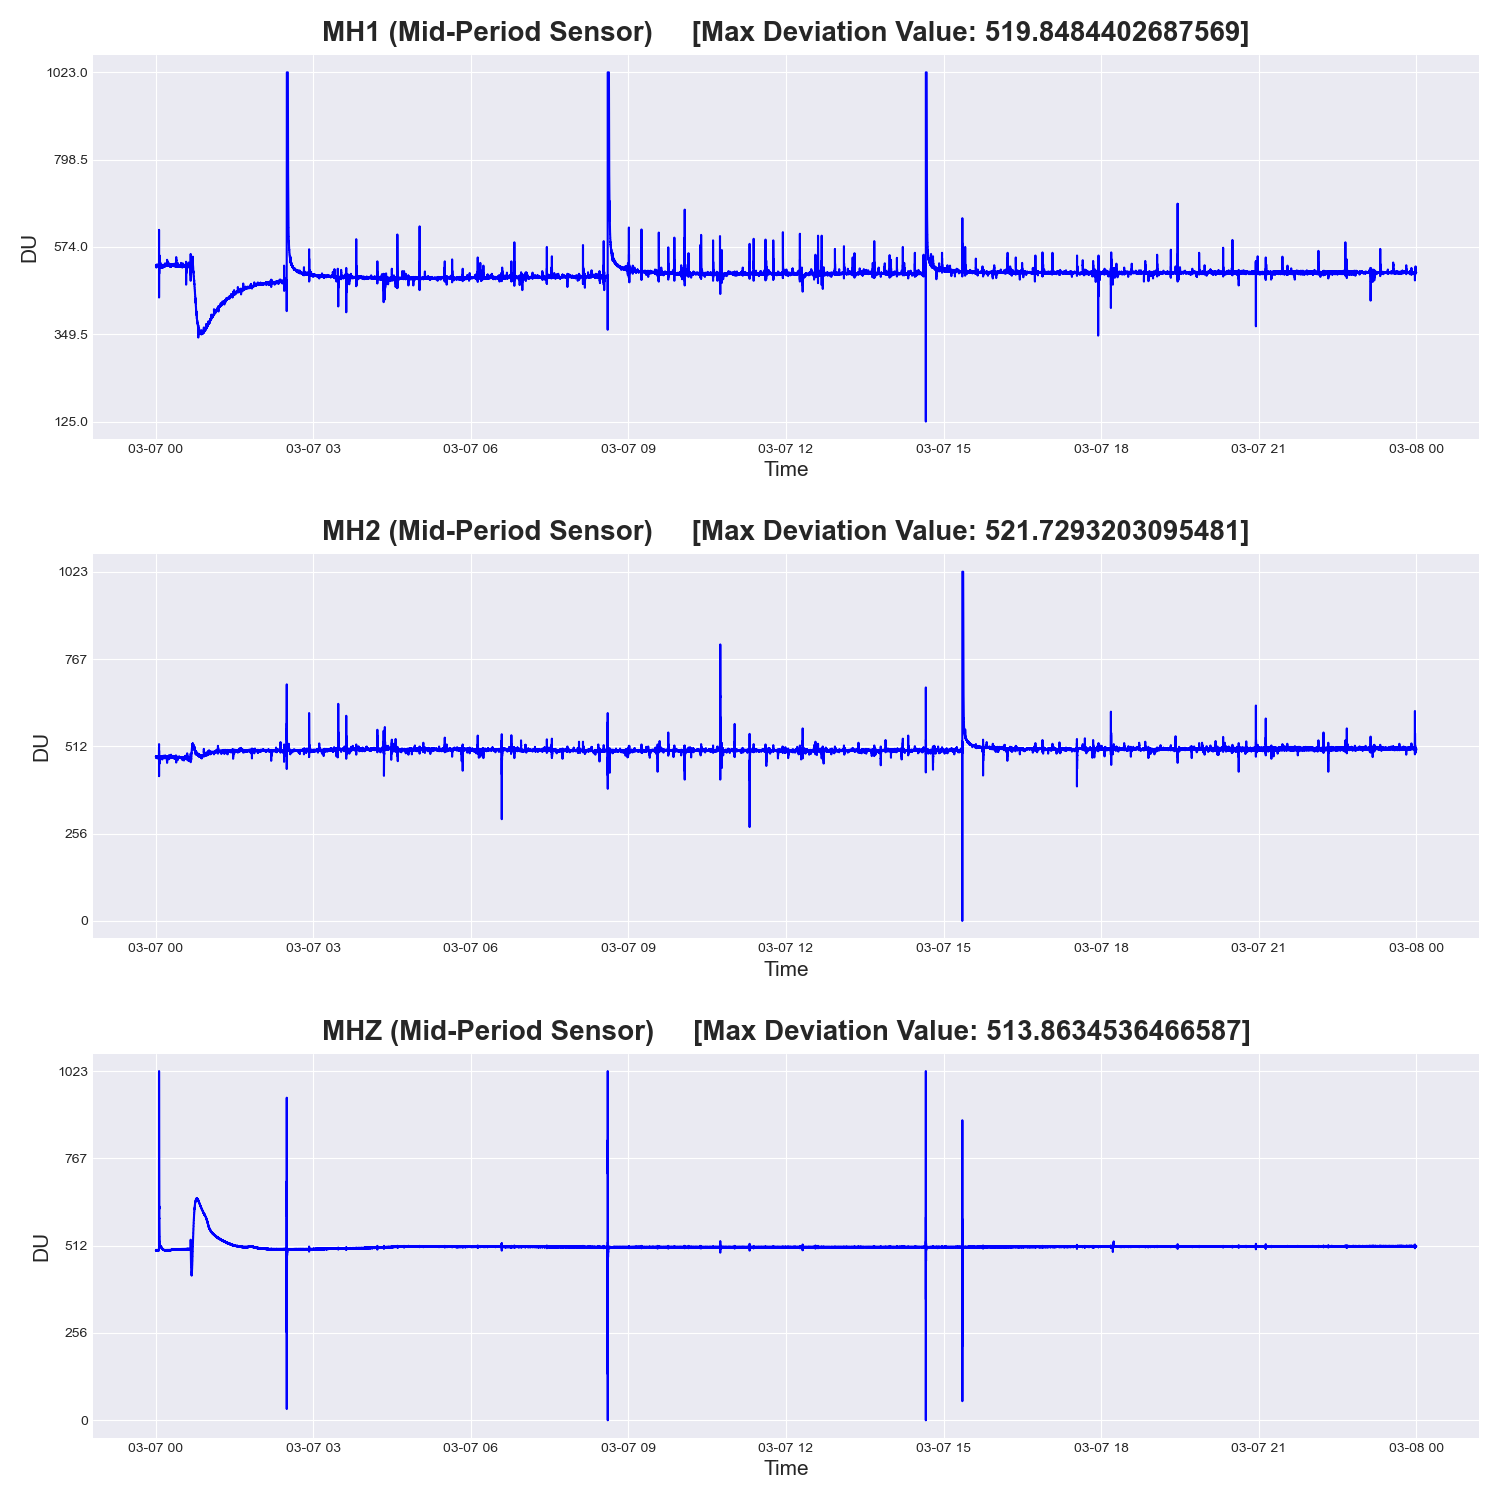 MH1 (Mid-Period Sensor) [Max Deviation Value: 519.8484402687569]
1023.0
798.5
574.0
349.5
125.0
DU
03-07 00 03-07 03 03-07 06 03-07 09 03-07 12 03-07 15 03-07 18 03-07 21 03-08 00
Time
MH2 (Mid-Period Sensor) [Max Deviation Value: 521.7293203095481]
1023
767
512
256
0
DU
03-07 00 03-07 03 03-07 06 03-07 09 03-07 12 03-07 15 03-07 18 03-07 21 03-08 00
Time
MHZ (Mid-Period Sensor) [Max Deviation Value: 513.8634536466587]
1023
767
512
256
0
DU
03-07 00 03-07 03 03-07 06 03-07 09 03-07 12 03-07 15 03-07 18 03-07 21 03-08 00
Time